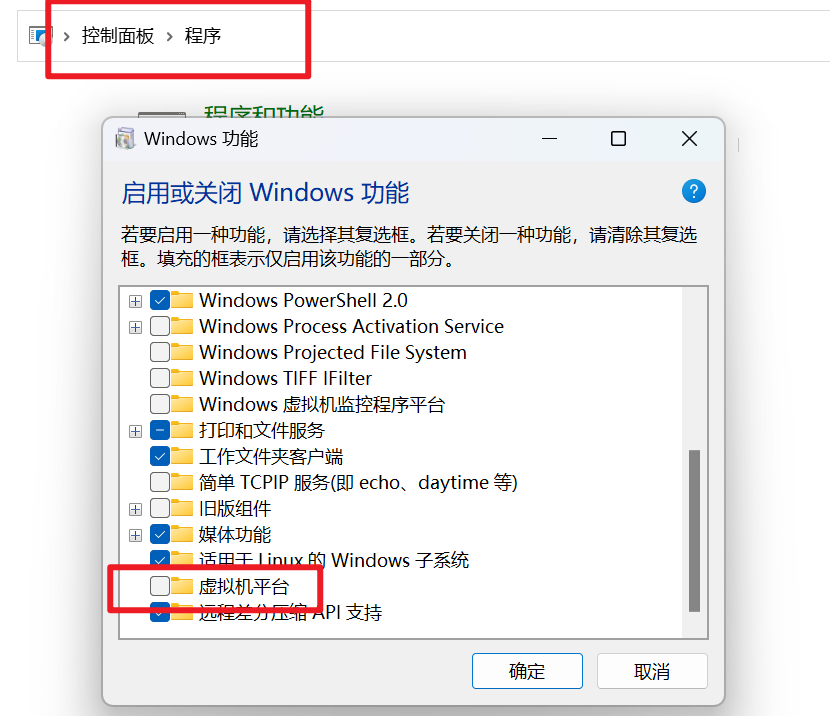 控制面板 > 程序
程序和功能
Windows 功能
启用或关闭 Windows 功能
?
若要启用一种功能，请选择其复选框。若要关闭一种功能，请清除其复选
框。填充的框表示仅启用该功能的一部分。
Windows PowerShell 2.0
Windows Process Activation Service
Windows Projected File System
Windows TIFF IFilter
Windows 虚拟机监控程序平台
打印和文件服务
工作文件夹客户端
简单 TCPIP 服务(即 echo、daytime 等)
旧版组件
媒体功能
适用于 Linux 的 Windows 子系统
虚拟机平台
远程差分压缩 API 支持
确定
取消